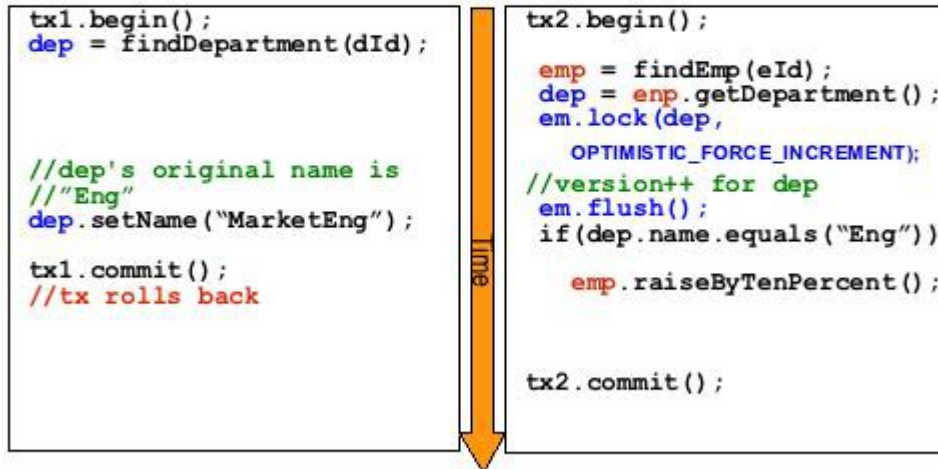 tx1.begin();
dep = findDepartment(dId);
//dep's original name is
//"Eng"
dep.setName("MarketEng");
tx1.commit();
//tx rolls back
Time
tx2.begin();
emp = findEmp(eId);
dep = enp.getDepartment();
em.lock(dep,
OPTIMISTIC_FORCE_INCREMENT);
//version++ for dep
em.flush();
if(dep.name.equals("Eng"))
emp.raiseByTenPercent();
tx2.commit();